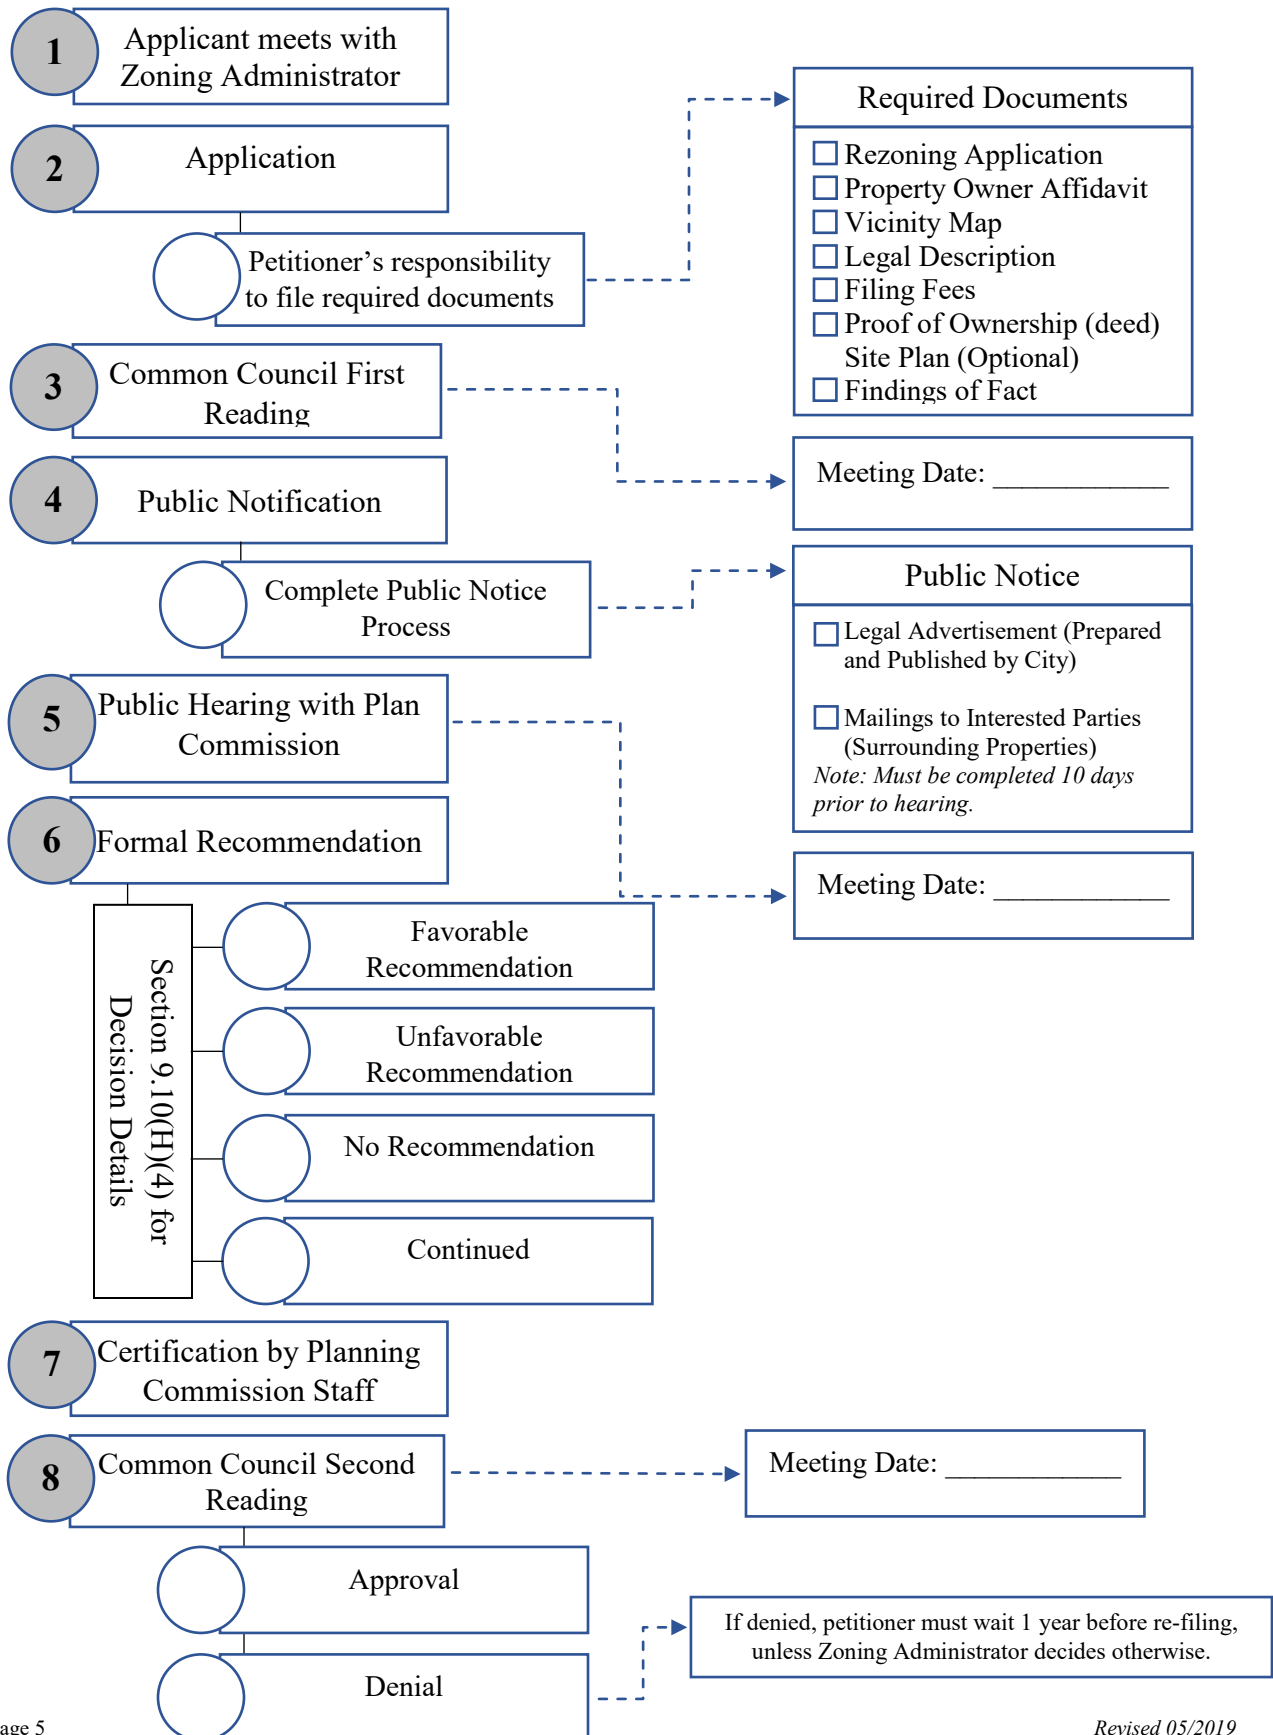 1
Applicant meets with
Zoning Administrator
2
Application
Petitioner’s responsibility
to file required documents
Required Documents
Rezoning Application
Property Owner Affidavit
Vicinity Map
Legal Description
Filing Fees
Proof of Ownership (deed)
Site Plan (Optional)
Findings of Fact
3
Common Council First
Reading
Meeting Date: ____________
4
Public Notification
Complete Public Notice
Process
Public Notice
Legal Advertisement (Prepared
and Published by City)
Mailings to Interested Parties
(Surrounding Properties)
Note: Must be completed 10 days
prior to hearing.
5
Public Hearing with Plan
Commission
Meeting Date: ____________
6
Formal Recommendation
Section 9.10(H)(4) for
Decision Details
Favorable
Recommendation
Unfavorable
Recommendation
No Recommendation
Continued
7
Certification by Planning
Commission Staff
8
Common Council Second
Reading
Meeting Date: ____________
Approval
Denial
If denied, petitioner must wait 1 year before re-filing,
unless Zoning Administrator decides otherwise.
age 5
Revised 05/2019